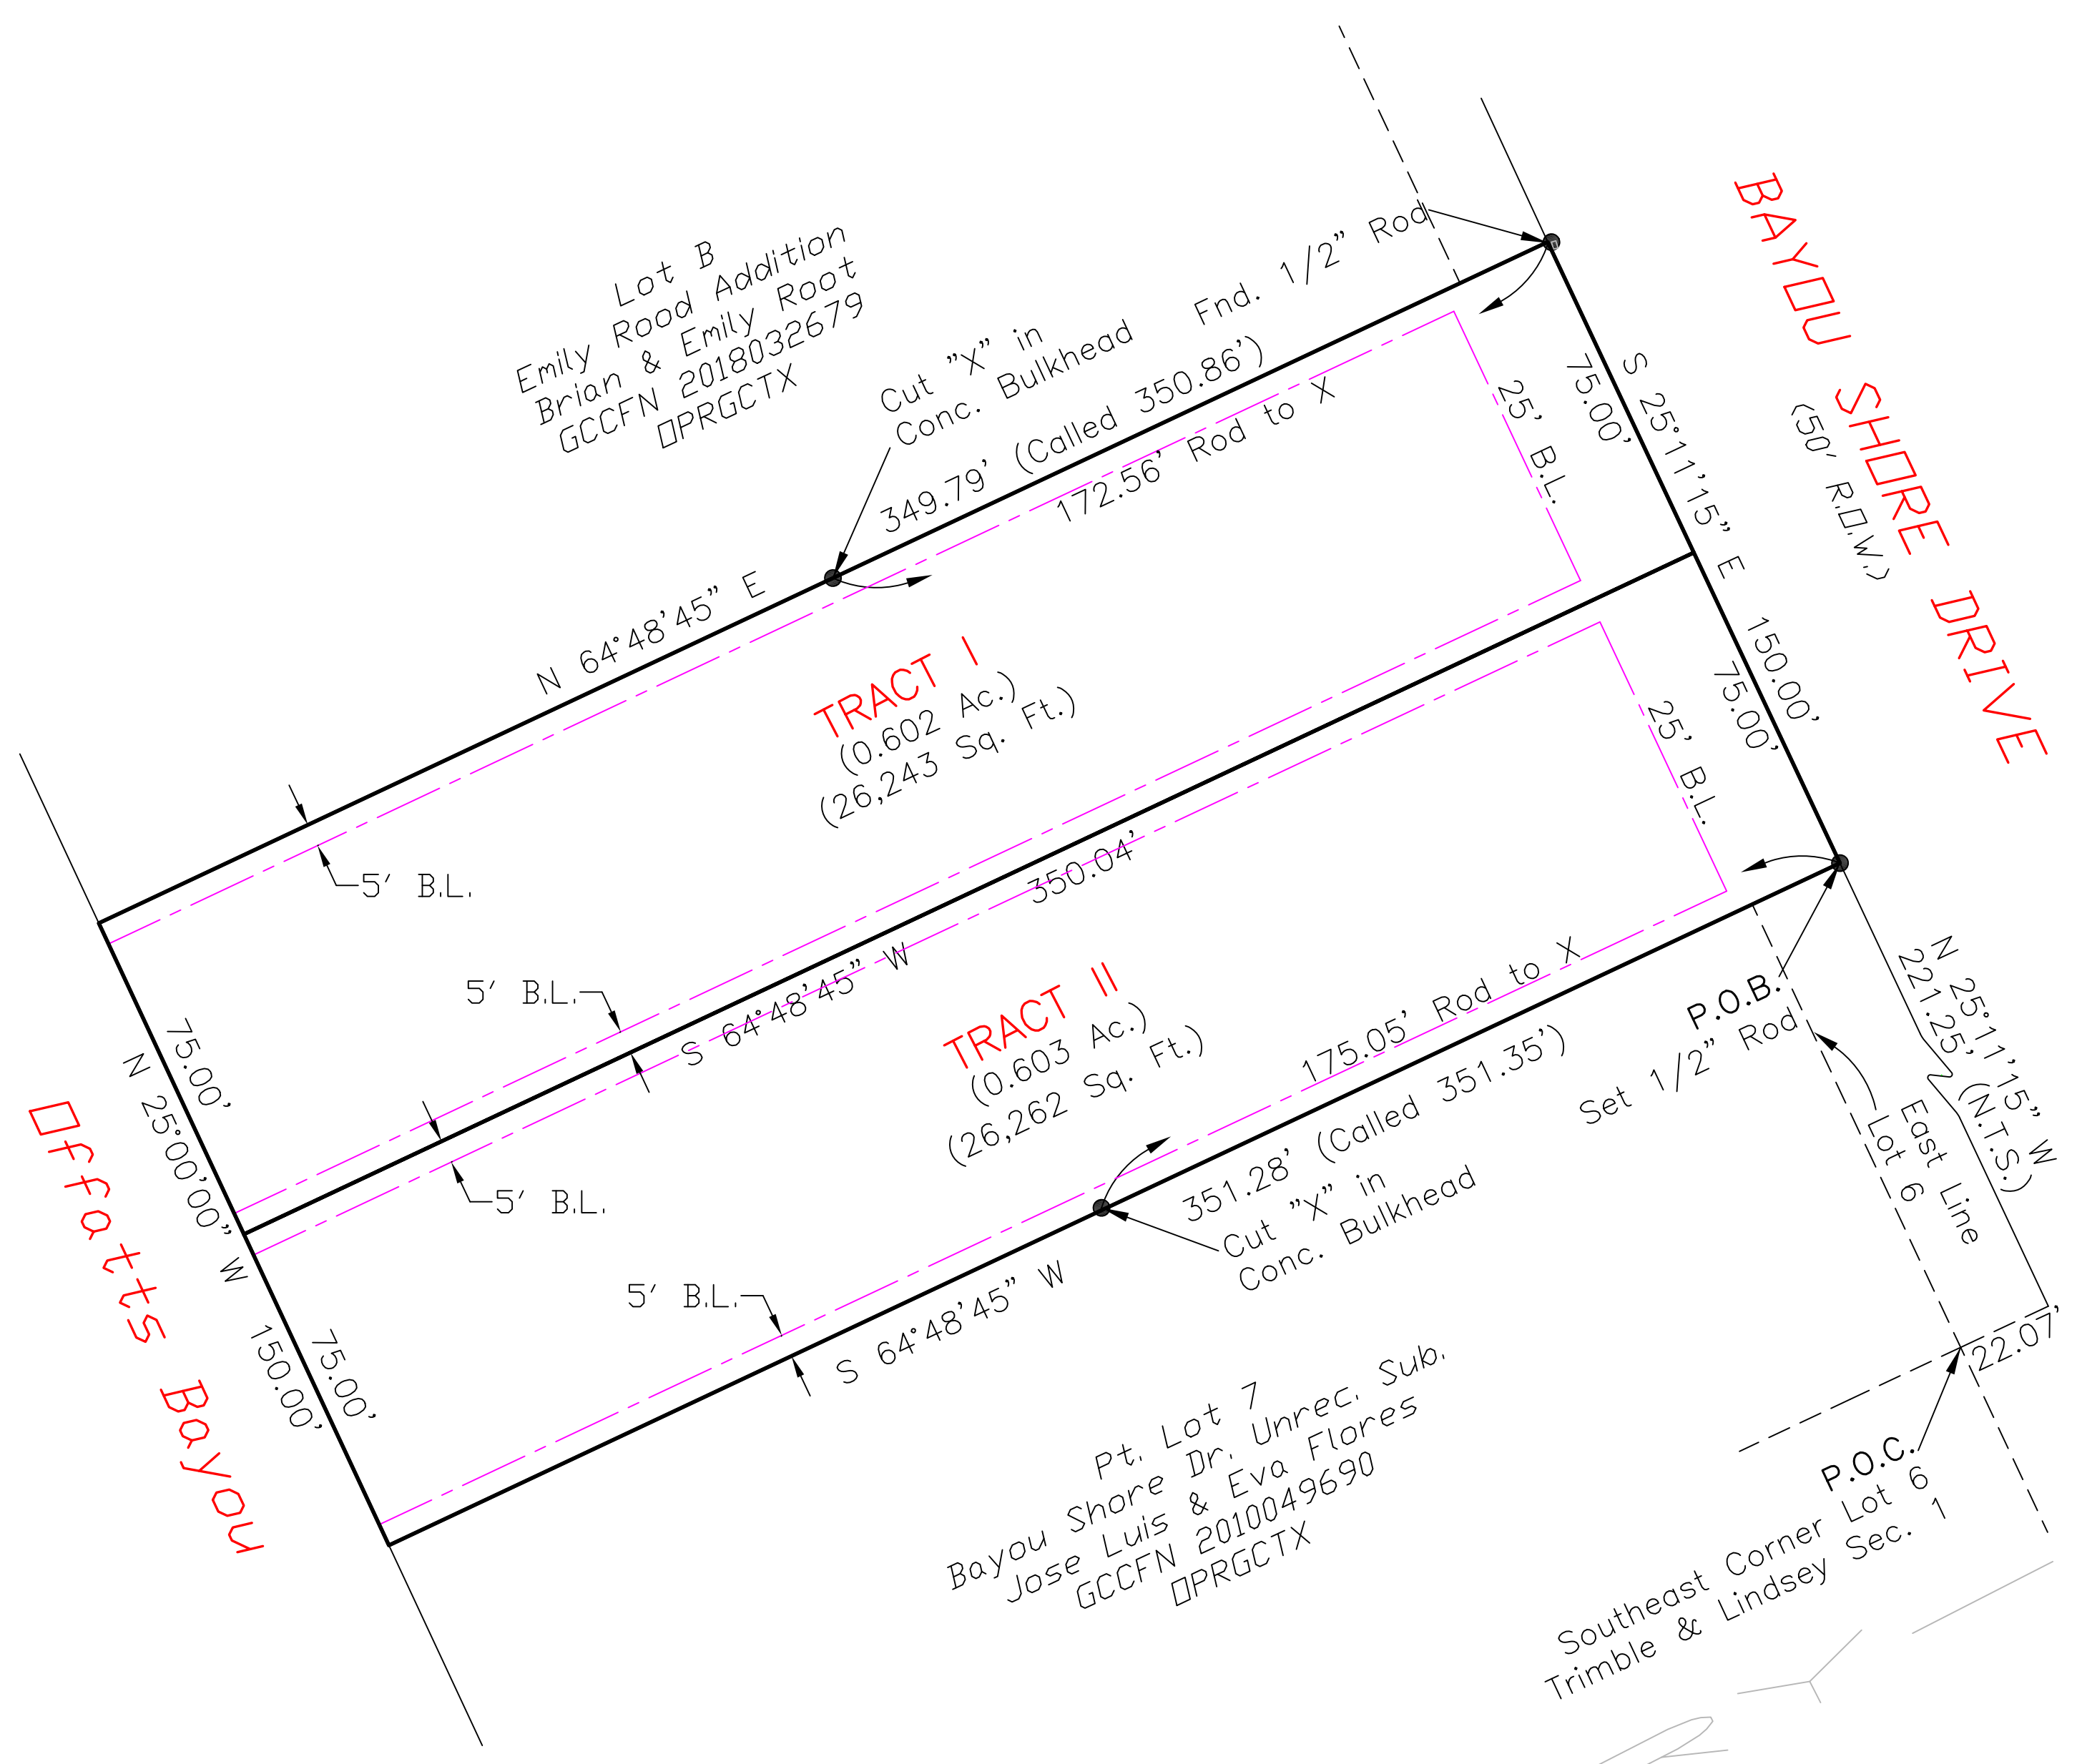 Lot B
Emily Rood Addition
Brian & Emily Root
GCCFN 2018032679
OPRGCTX
Cut "X" in
Conc. Bulkhead
Fnd. 1/2" Rod
349.79' (Called 350.86')
172.56' Rod to X
N 64°48'45" E
BAYOU SHORE DRIVE
(50' R.O.W.)
S 25°11'15" E
150.00'
75.00'
75.00'
25' B.L.
25' B.L.
TRACT I
(0.602 Ac.)
(26,243 Sq. Ft.)
5' B.L.
350.04'
S 64°48'45" W
5' B.L.
5' B.L.
TRACT II
(0.603 Ac.)
(26,262 Sq. Ft.)
175.05' Rod to X
351.28' (Called 351.35')
Cut "X" in
Conc. Bulkhead
S 64°48'45" W
5' B.L.
P.O.B.
Set 1/2" Rod
N 25°11'15" W
221.25' (N.T.S.)
East Line
Lot 6
22.07'
P.O.C.
Southeast Corner Lot 6
Trimble & Lindsey Sec. 1
75.00'
N 25°00'00" W
150.00'
75.00'
Offatts Bayou
Pt. Lot 7
Bayou Shore Dr. Unrec. Sub.
Jose Luis & Eva Flores
GCCFN 2010049690
OPRGCTX